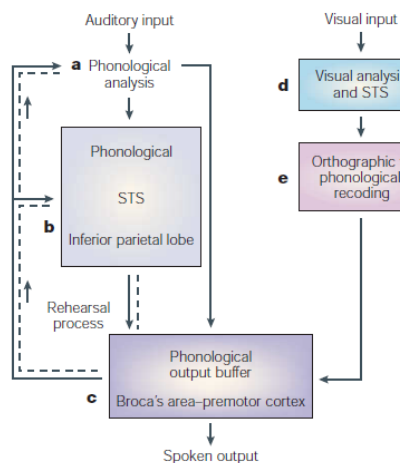 Auditory input
a
Phonological
analysis
Phonological
STS
b
Inferior parietal lobe
Rehearsal
process
Phonological
output buffer
c
Broca's area–premotor cortex
Spoken output
Visual input
d
Visual analysi
and STS
e
Orthographic
phonological
recoding